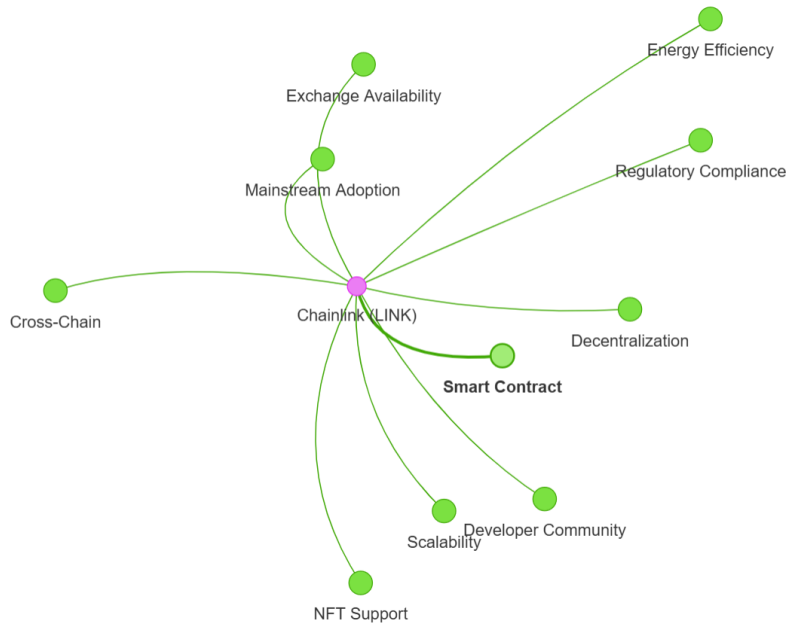 Energy Efficiency
Exchange Availability
Regulatory Compliance
Mainstream Adoption
Chainlink (LINK)
Cross-Chain
Decentralization
Smart Contract
Developer Community
Scalability
NFT Support